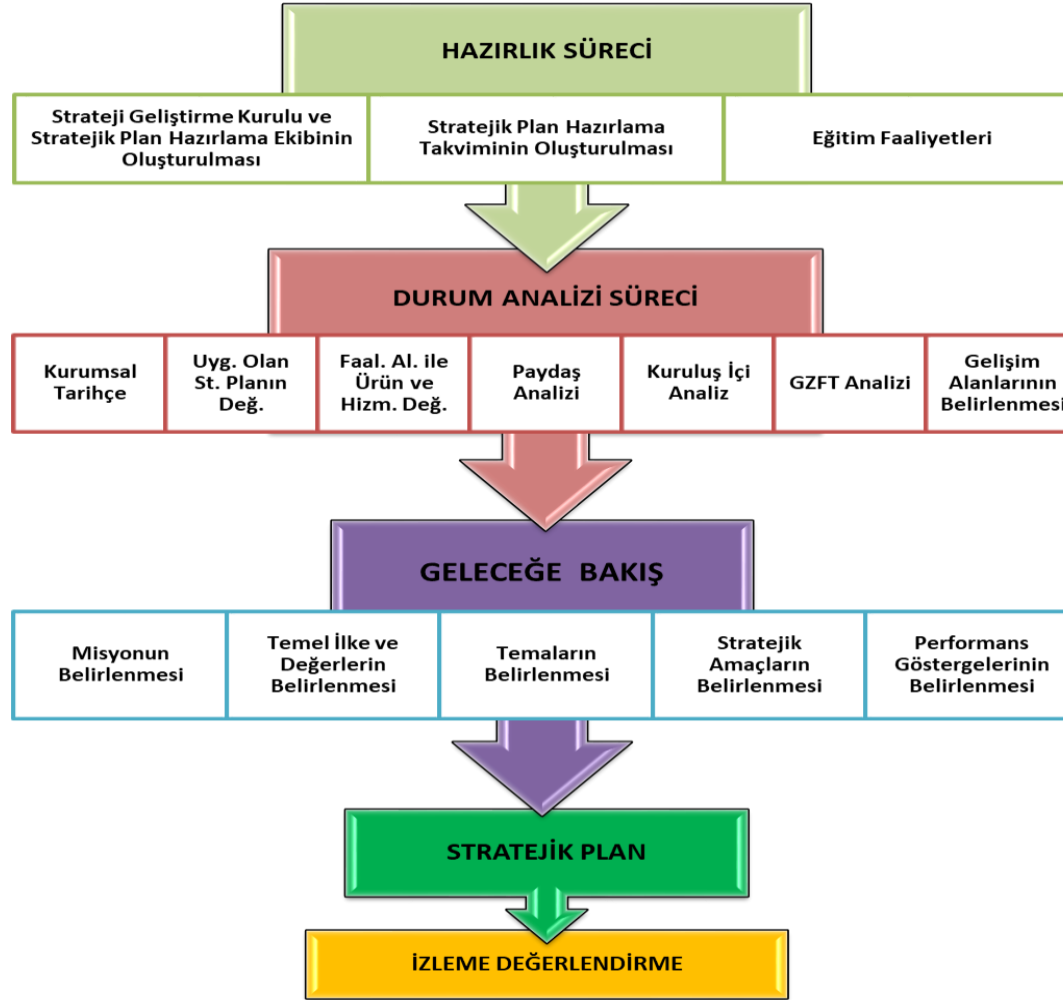 HAZIRLIK SÜRECİ
Strateji Geliştirme Kurulu ve
Stratejik Plan Hazırlama Ekibinin
Oluşturulması
Stratejik Plan Hazırlama
Takviminin Oluşturulması
Eğitim Faaliyetleri
DURUM ANALİZİ SÜRECİ
Kurumsal
Tarihçe
Uyg. Olan
St. Planın
Değ.
Faal. Al. ile
Ürün ve
Hizm. Değ.
Paydaş
Analizi
Kuruluş İçi
Analiz
GZFT Analizi
Gelişim
Alanlarının
Belirlenmesi
GELECEĞE BAKIŞ
Misyonun
Belirlenmesi
Temel İlke ve
Değerlerin
Belirlenmesi
Temaların
Belirlenmesi
Stratejik
Amaçların
Belirlenmesi
Performans
Göstergelerinin
Belirlenmesi
STRATEJİK PLAN
İZLEME DEĞERLENDİRME